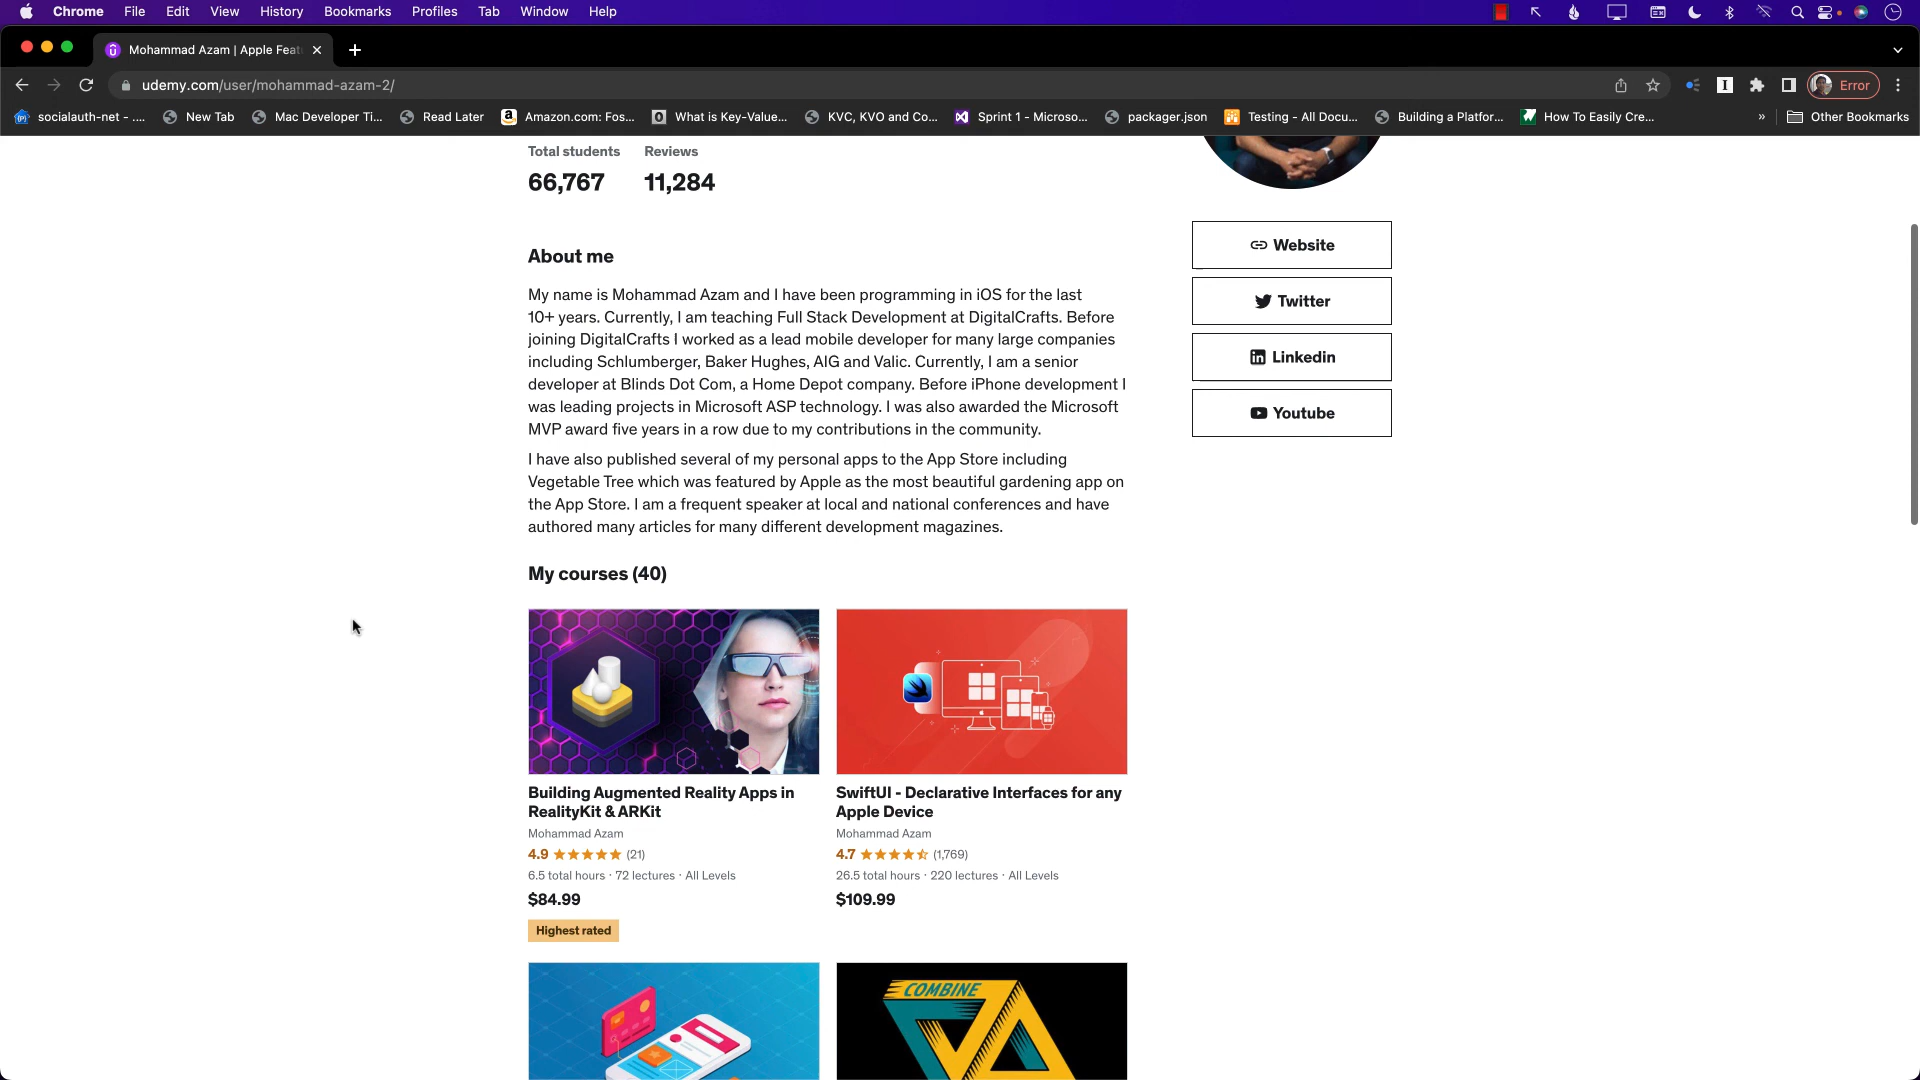 Chrome File Edit View History Bookmarks Profiles Tab Window Help
Mohammad Azam | Apple Feat
udemy.com/user/mohammad-azam-2/
Error
socialauth-net - .... New Tab Mac Developer Ti... Read Later Amazon.com: Fos... What is Key-Value... KVC, KVO and Co... Sprint 1 - Microso... packager.json Testing - All Docu... Building a Platfor... How To Easily Cre... » Other Bookmarks
Total students Reviews
66,767 11,284
Website
About me
My name is Mohammad Azam and I have been programming in iOS for the last
10+ years. Currently, I am teaching Full Stack Development at DigitalCrafts. Before
joining DigitalCrafts I worked as a lead mobile developer for many large companies
including Schlumberger, Baker Hughes, AIG and Valic. Currently, I am a senior
developer at Blinds Dot Com, a Home Depot company. Before iPhone development I
was leading projects in Microsoft ASP technology. I was also awarded the Microsoft
MVP award five years in a row due to my contributions in the community.
I have also published several of my personal apps to the App Store including
Vegetable Tree which was featured by Apple as the most beautiful gardening app on
the App Store. I am a frequent speaker at local and national conferences and have
authored many articles for many different development magazines.
Twitter
Linkedin
Youtube
My courses (40)
Building Augmented Reality Apps in
RealityKit & ARKit
Mohammad Azam
4.9 (21)
6.5 total hours · 72 lectures · All Levels
$84.99
Highest rated
SwiftUI - Declarative Interfaces for any
Apple Device
Mohammad Azam
4.7 (1,769)
26.5 total hours · 220 lectures · All Levels
$109.99
COMBINE